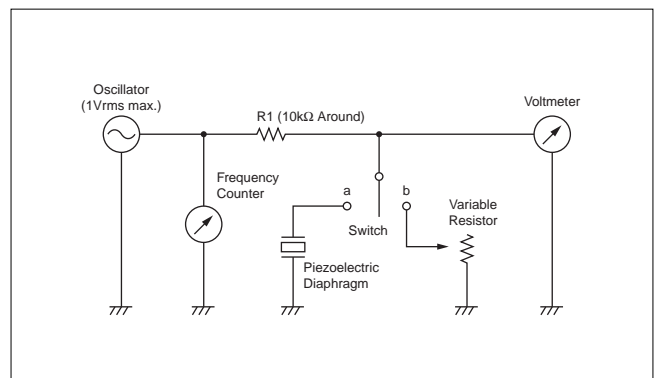 Oscillator
(1Vrms max.)
R1 (10kΩ Around)
Voltmeter
Frequency
Counter
a
b
Switch
Variable
Resistor
Piezoelectric
Diaphragm